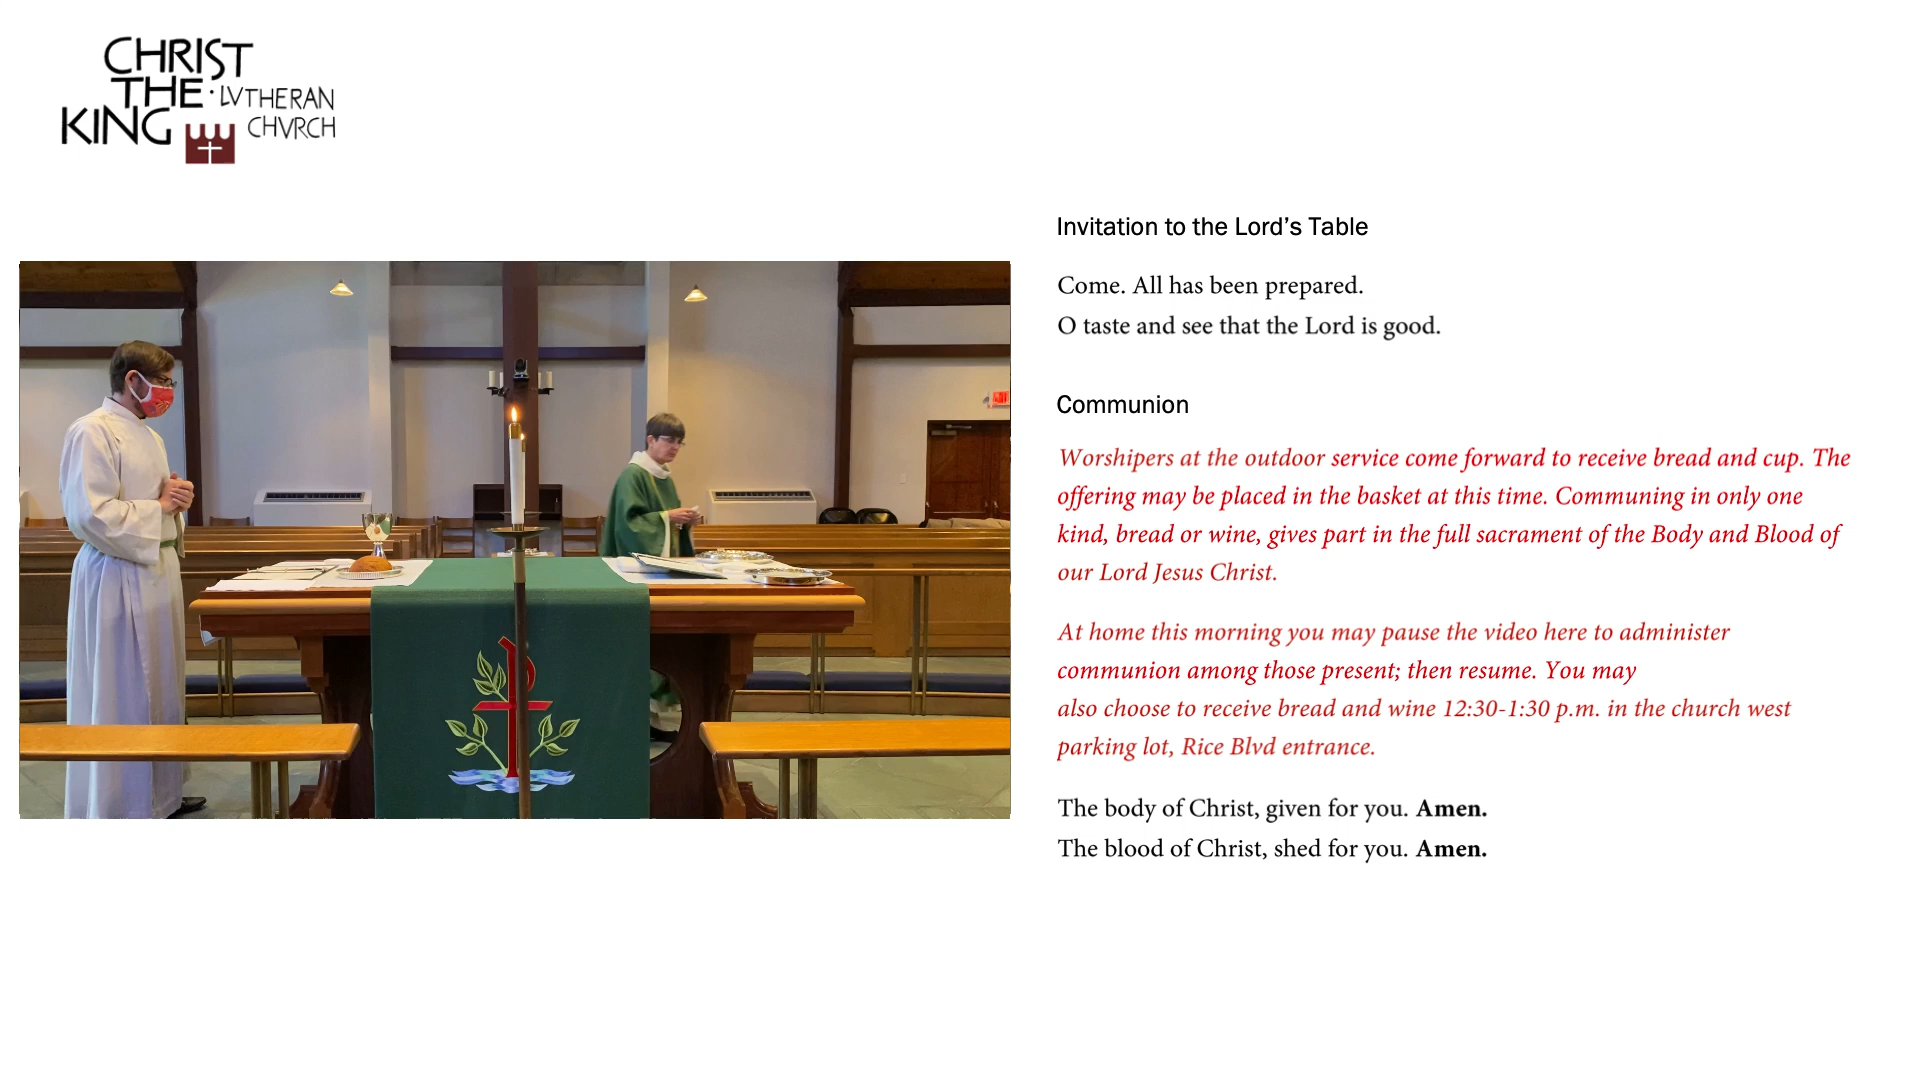 CHRIST
THE · LVTHERAN
KING CHVRCH
Invitation to the Lord’s Table
Come. All has been prepared.
O taste and see that the Lord is good.
Communion
Worshipers at the outdoor service come forward to receive bread and cup. The
offering may be placed in the basket at this time. Communing in only one
kind, bread or wine, gives part in the full sacrament of the Body and Blood of
our Lord Jesus Christ.
At home this morning you may pause the video here to administer
communion among those present; then resume. You may
also choose to receive bread and wine 12:30-1:30 p.m. in the church west
parking lot, Rice Blvd entrance.
The body of Christ, given for you. Amen.
The blood of Christ, shed for you. Amen.